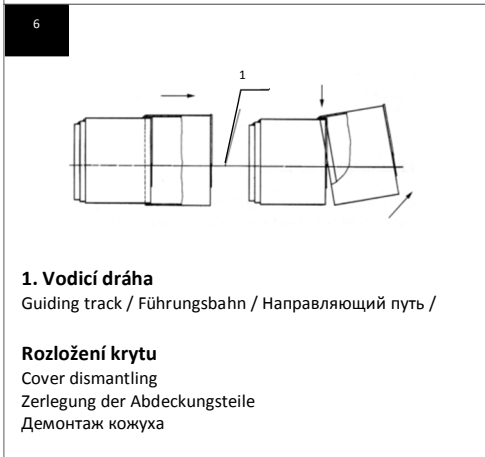 6
1
1. Vodicí dráha
Guiding track / Führungsbahn / Направляющий путь /
Rozložení krytu
Cover dismantling
Zerlegung der Abdeckungsteile
Демонтаж кожуха